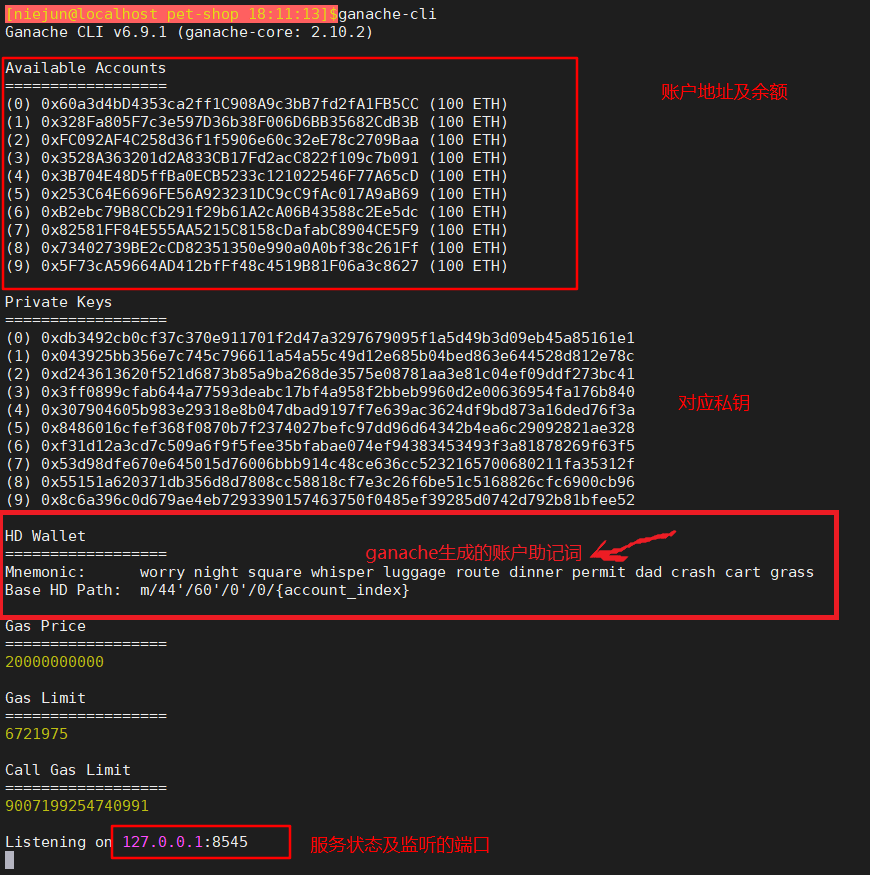 [niejun@localhost pet-shop 18:11:13]$ganache-cli
Ganache CLI v6.9.1 (ganache-core: 2.10.2)
Available Accounts
==================
(0) 0x60a3d4bD4353ca2ff1C908A9c3bB7fd2fA1FB5CC (100 ETH)
(1) 0x328Fa805F7c3e597D36b38F006D6BB35682CdB3B (100 ETH)
(2) 0xFC092AF4C258d36f1f5906e60c32eE78c2709Baa (100 ETH)
(3) 0x3528A363201d2A833CB17Fd2acC822f109c7b091 (100 ETH)
(4) 0x3B704E48D5ffBa0ECB5233c121022546F77A65cD (100 ETH)
(5) 0x253C64E6696FE56A923231DC9cC9fAc017A9aB69 (100 ETH)
(6) 0xB2ebc79B8CCb291f29b61A2cA06B43588c2Ee5dc (100 ETH)
(7) 0x82581FF84E555AA5215C8158cDafabC8904CE5F9 (100 ETH)
(8) 0x73402739BE2cCD82351350e990a0A0bf38c261Ff (100 ETH)
(9) 0x5F73cA59664AD412bfFf48c4519B81F06a3c8627 (100 ETH)
账户地址及余额
Private Keys
==================
(0) 0xdb3492cb0cf37c370e911701f2d47a3297679095f1a5d49b3d09eb45a85161e1
(1) 0x043925bb356e7c745c796611a54a55c49d12e685b04bed863e644528d812e78c
(2) 0xd243613620f521d6873b85a9ba268de3575e08781aa3e81c04ef09ddf273bc41
(3) 0x3ff0899cfab644a77593deabc17bf4a958f2bbeb9960d2e00636954fa176b840
(4) 0x307904605b983e29318e8b047dbad9197f7e639ac3624df9bd873a16ded76f3a
(5) 0x8486016cfef368f0870b7f2374027befc97dd96d64342b4ea6c29092821ae328
(6) 0xf31d12a3cd7c509a6f9f5fee35bfabae074ef94383453493f3a81878269f63f5
(7) 0x53d98dfe670e645015d76006bbb914c48ce636cc5232165700680211fa35312f
(8) 0x55151a620371db356d8d7808cc58818cf7e3c26f6be51c5168826cfc6900cb96
(9) 0x8c6a396c0d679ae4eb7293390157463750f0485ef39285d0742d792b81bfee52
对应私钥
HD Wallet
==================
ganache生成的账户助记词
Mnemonic:      worry night square whisper luggage route dinner permit dad crash cart grass
Base HD Path:  m/44'/60'/0'/0/{account_index}
Gas Price
==================
20000000000
Gas Limit
==================
6721975
Call Gas Limit
==================
9007199254740991
Listening on 127.0.0.1:8545
服务状态及监听的端口